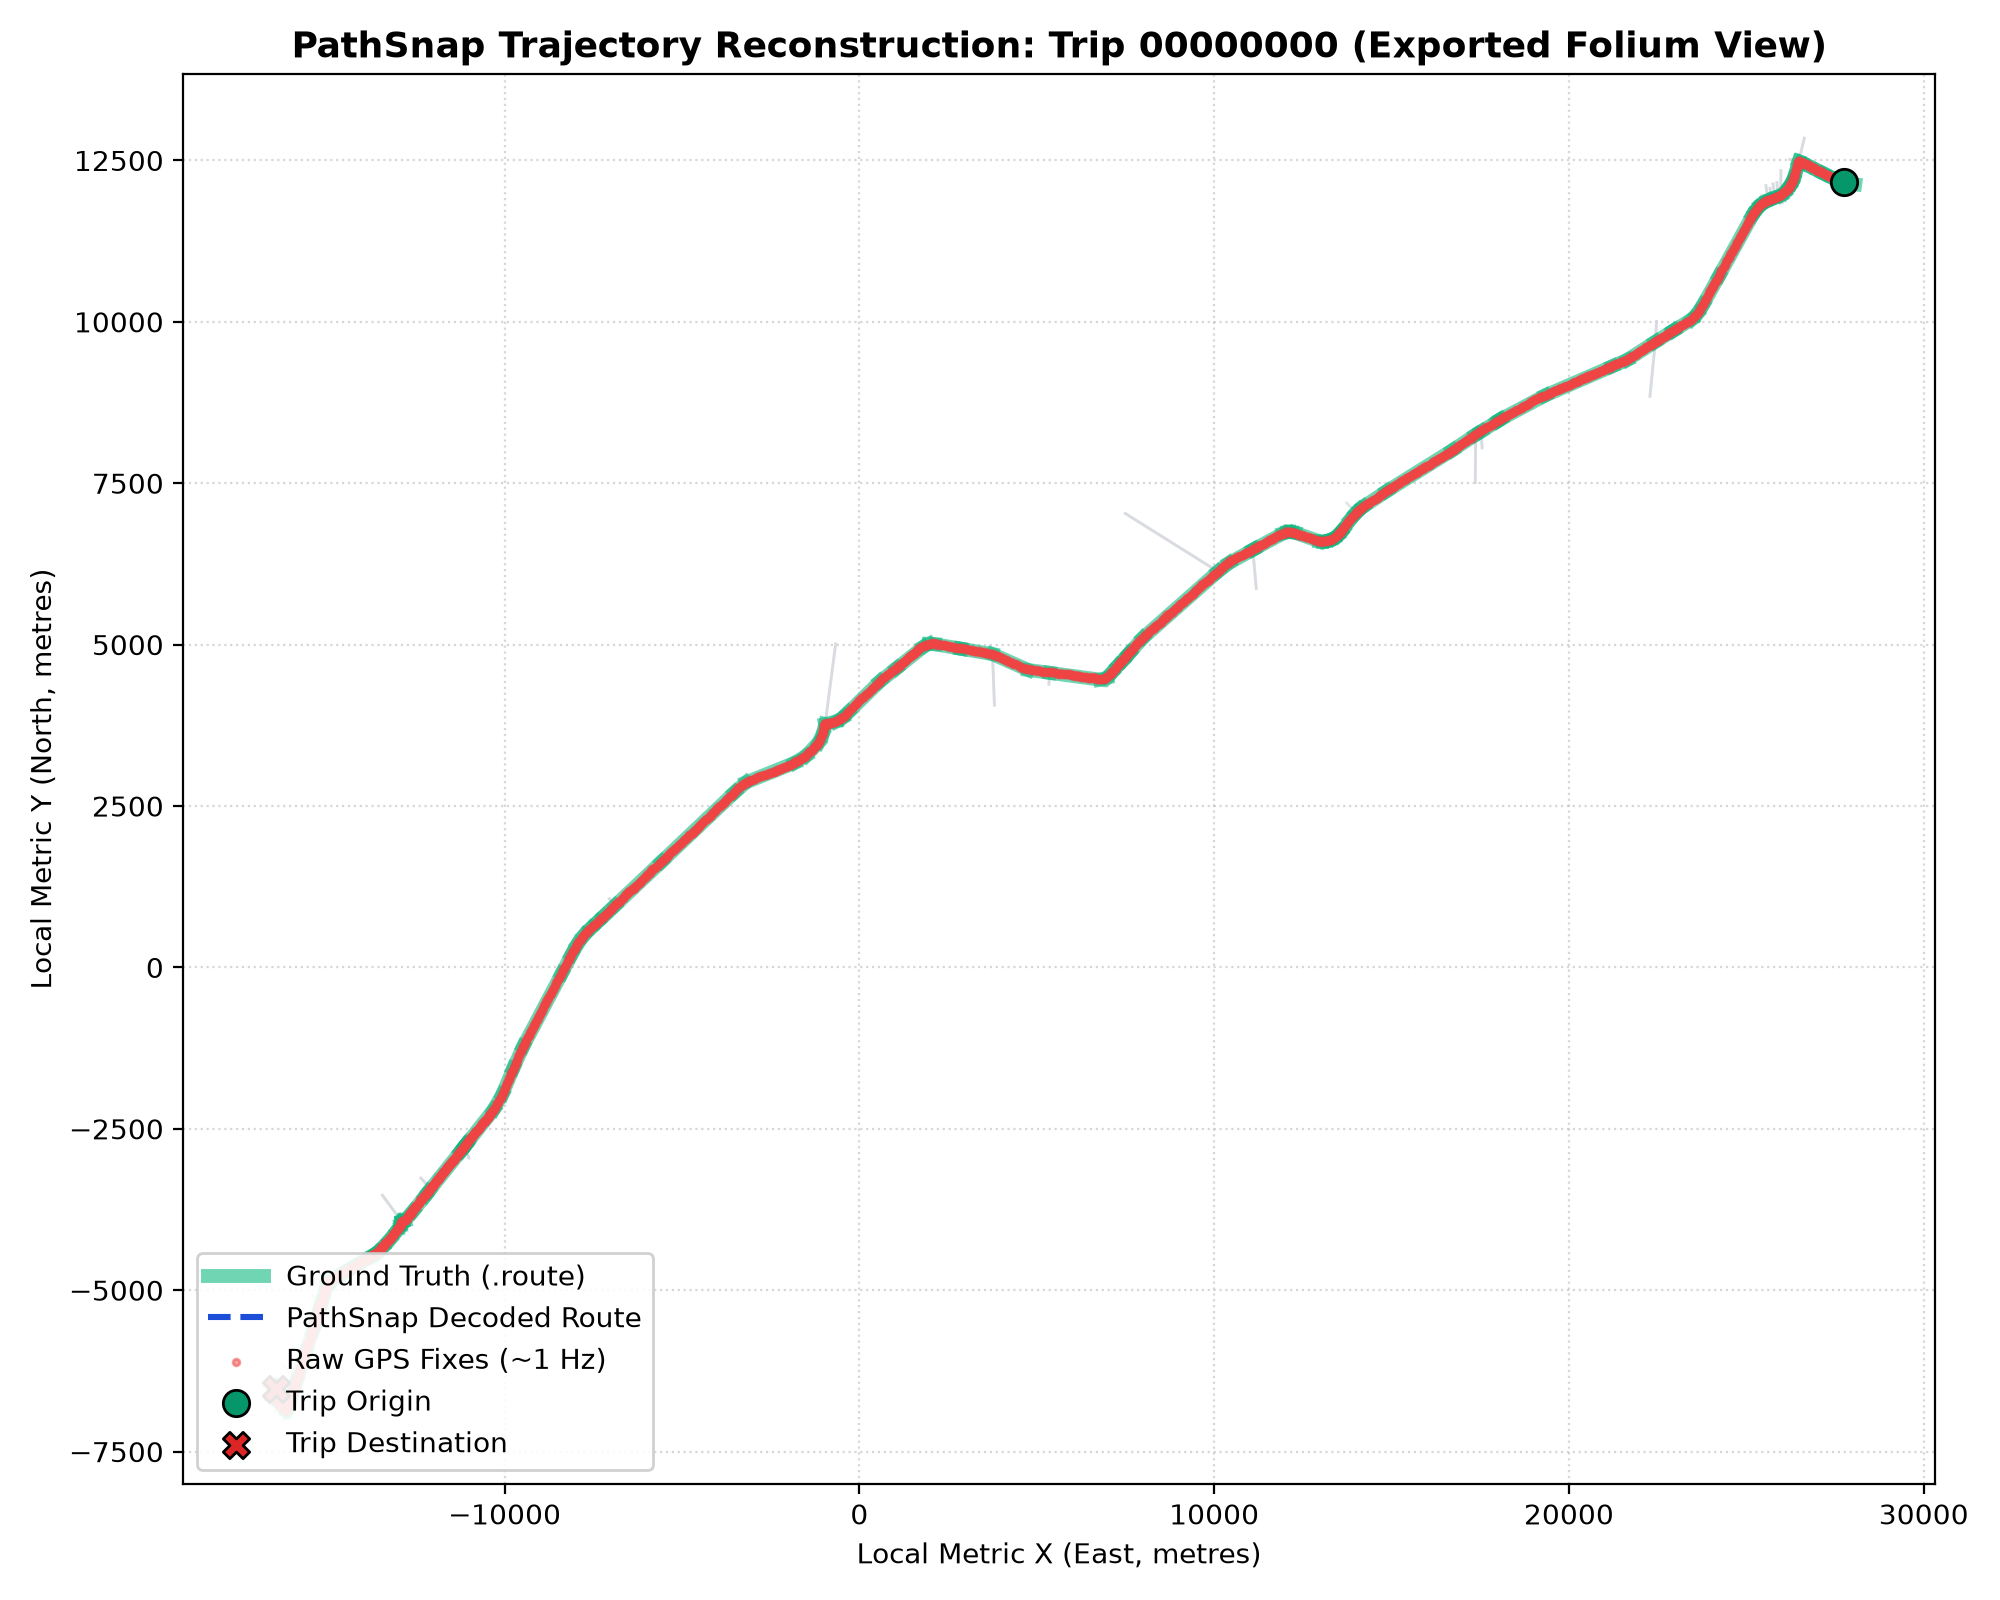 PathSnap Trajectory Reconstruction: Trip 00000000 (Exported Folium View)
12500
10000
7500
5000
2500
0
−2500
−5000
−7500
Local Metric Y (North, metres)
Ground Truth (.route)
PathSnap Decoded Route
Raw GPS Fixes (~1 Hz)
Trip Origin
Trip Destination
−10000
0
10000
20000
30000
Local Metric X (East, metres)